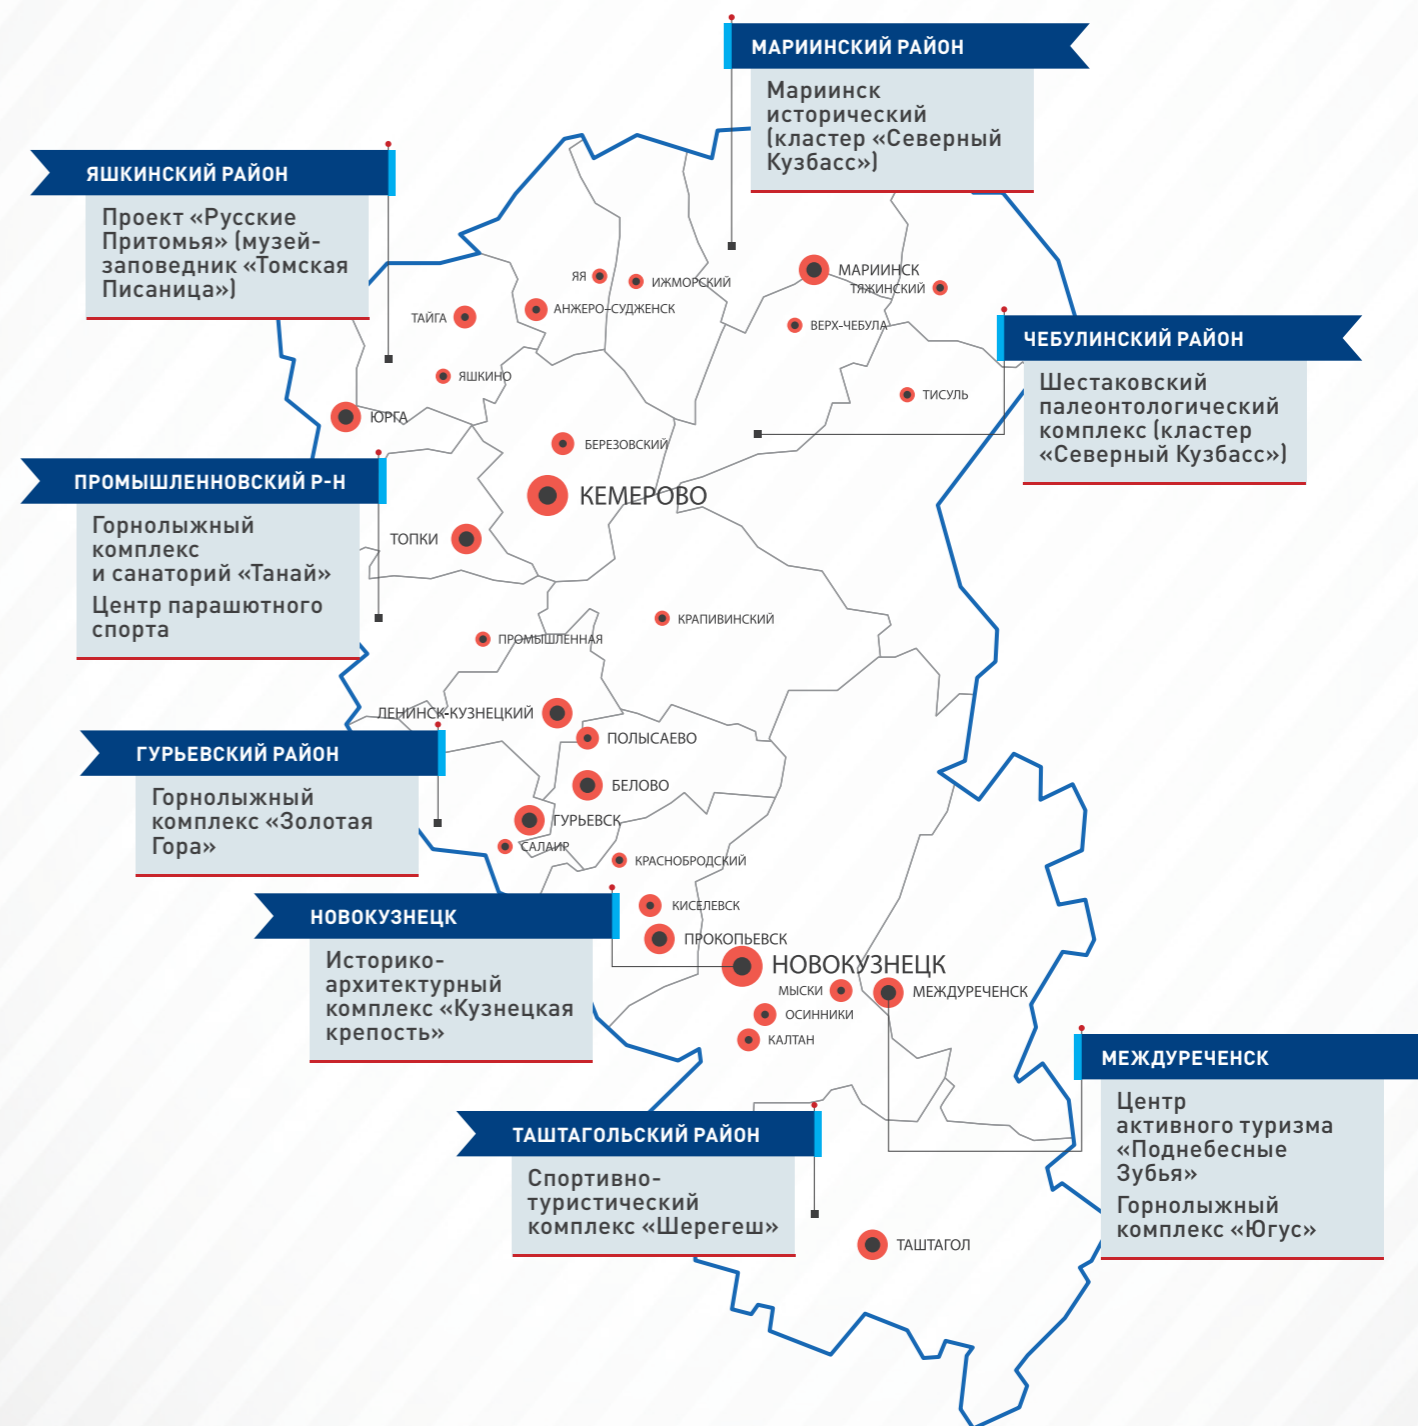 МАРИИНСКИЙ РАЙОН
Мариинск
исторический
(кластер «Северный
Кузбасс»)
ЯШКИНСКИЙ РАЙОН
Проект «Русские
Притомья» (музей-
заповедник «Томская
Писаница»)
ЯЯ
ИЖМОРСКИЙ
МАРИИНСК
ТЯЖИНСКИЙ
ТАЙГА
АНЖЕРО-СУДЖЕНСК
ВЕРХ-ЧЕБУЛА
ЧЕБУЛИНСКИЙ РАЙОН
Шестаковский
палеонтологический
комплекс (кластер
«Северный Кузбасс»)
ЯШКИНО
ТИСУЛЬ
ЮРГА
БЕРЕЗОВСКИЙ
ПРОМЫШЛЕННОВСКИЙ Р-Н
Горнолыжный
комплекс
и санаторий «Танай»
Центр парашютного
спорта
КЕМЕРОВО
ТОПКИ
КРАПИВИНСКИЙ
ПРОМЫШЛЕННАЯ
ЛЕНИНСК-КУЗНЕЦКИЙ
ПОЛЫСАЕВО
ГУРЬЕВСКИЙ РАЙОН
Горнолыжный
комплекс «Золотая
Гора»
БЕЛОВО
ГУРЬЕВСК
САЛАИР
КРАСНОБРОДСКИЙ
НОВОКУЗНЕЦК
Историко-
архитектурный
комплекс «Кузнецкая
крепость»
КИСЕЛЕВСК
ПРОКОПЬЕВСК
НОВОКУЗНЕЦК
МЫСКИ
МЕЖДУРЕЧЕНСК
ОСИННИКИ
КАЛТАН
МЕЖДУРЕЧЕНСК
Центр
активного туризма
«Поднебесные
Зубья»
Горнолыжный
комплекс «Югус»
ТАШТАГОЛЬСКИЙ РАЙОН
Спортивно-
туристический
комплекс «Шерегеш»
ТАШТАГОЛ